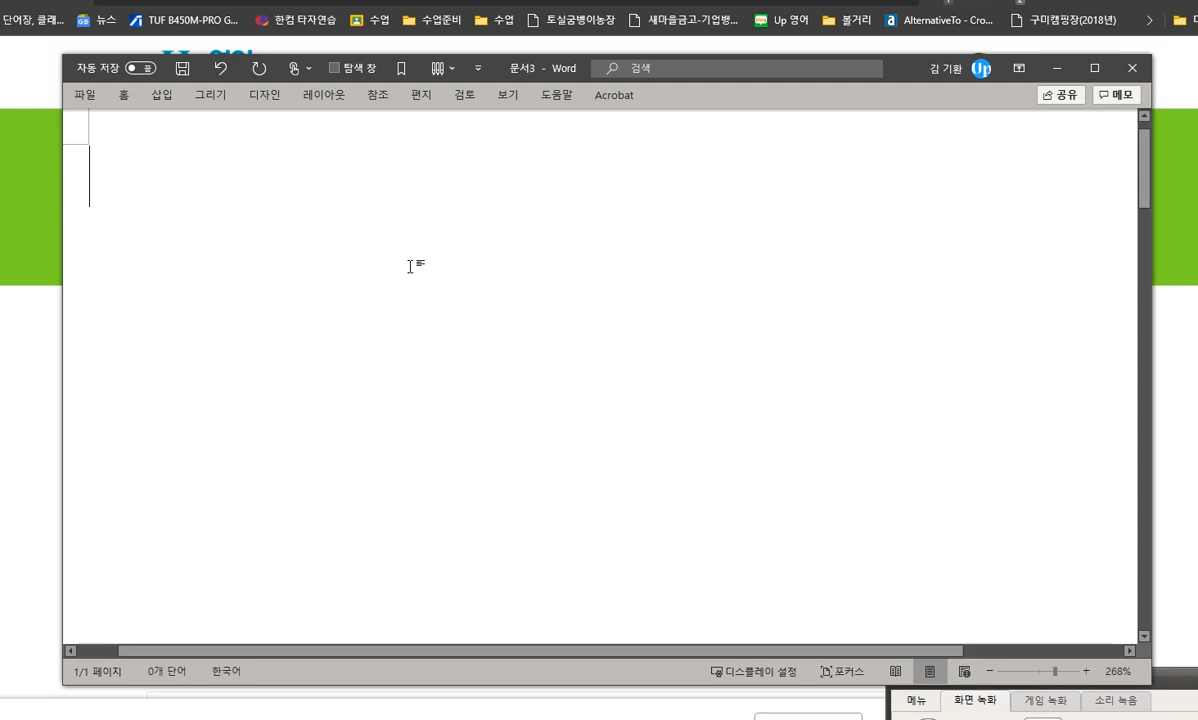 단어장, 클래... 뉴스 TUF B450M-PRO G... 한컴 타자연습 수업 수업준비 수업 토실굼벵이농장 새마을금고-기업뱅... Up 영어 볼거리 AlternativeTo - Cro... 구미캠핑장(2018년)
자동 저장 끔 탐색 창 문서3 - Word 검색 김 기환 Up
파일 홈 삽입 그리기 디자인 레이아웃 참조 편지 검토 보기 도움말 Acrobat 공유 메모
1/1 페이지 0개 단어 한국어 디스플레이 설정 포커스 268%
메뉴 화면 녹화 게임 녹화 소리 녹음